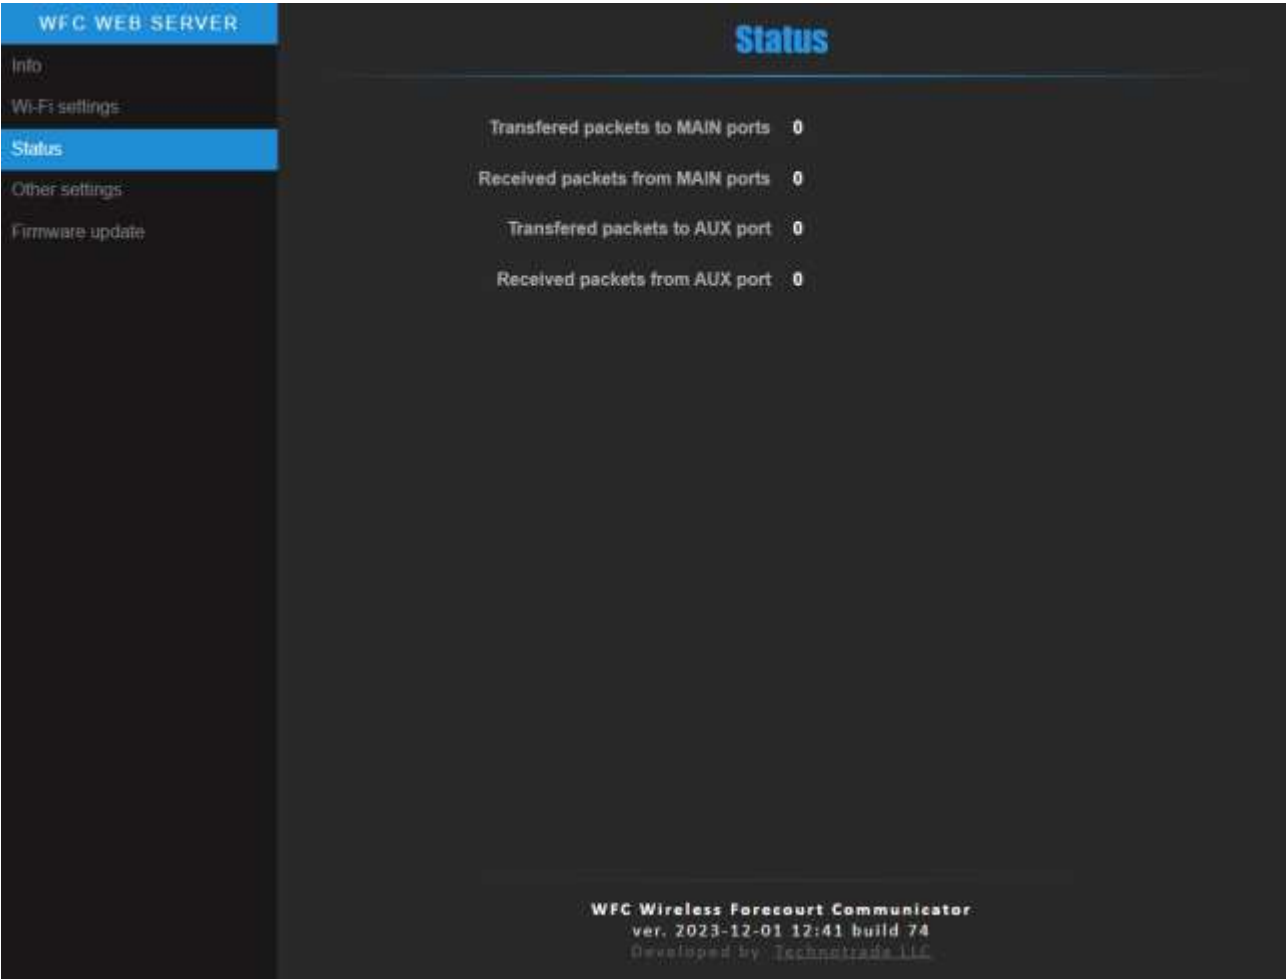 WFC WEB SERVER
Info
Wi-Fi settings
Status
Other settings
Firmware update
Status
Transfered packets to MAIN ports 0
Received packets from MAIN ports 0
Transfered packets to AUX port 0
Received packets from AUX port 0
WFC Wireless Forecourt Communicator
ver. 2023-12-01 12:41 build 74
Developed by Technotrade LLC